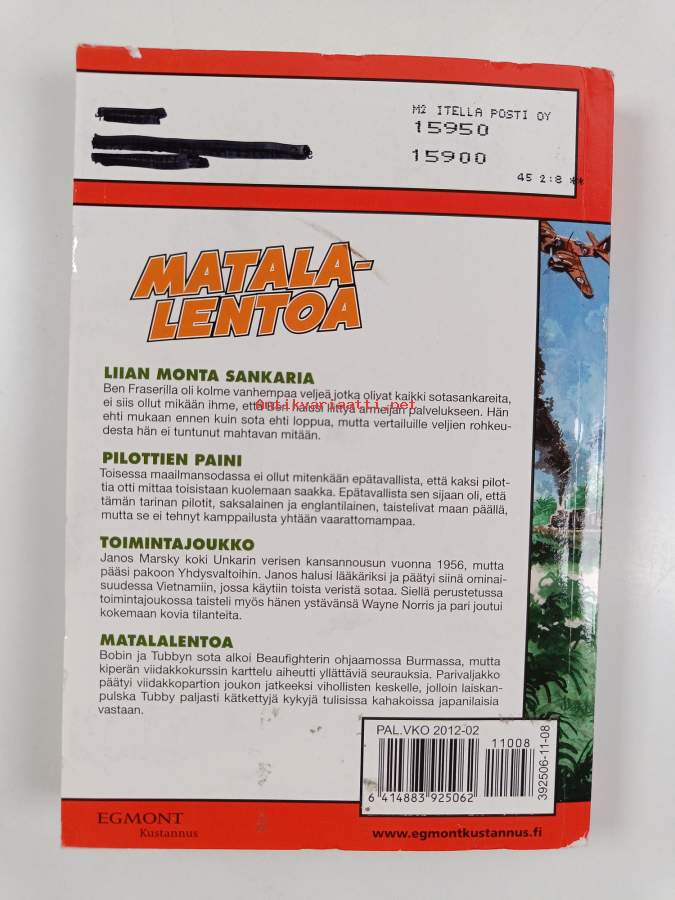 M2 ITELLA POSTI OY
15950
15900
45 2:8 **
MATALA-
LENTOA
LIIAN MONTA SANKARIA
Ben Fraserilla oli kolme vanhempaa veljeä jotka olivat kaikki sotasankareita,
ei siis ollut mikään ihme, että Ben halusi liittyä armeijan palvelukseen. Hän
Antikvariaatti.net
ehti mukaan ennen kuin sota ehti loppua, mutta vertailuille veljien rohkeu-
desta hän ei tuntunut mahtavan mitään.
PILOTTIEN PAINI
Toisessa maailmansodassa ei ollut mitenkään epätavallista, että kaksi pilot-
tia otti mittaa toisistaan kuolemaan saakka. Epätavallista sen sijaan oli, että
tämän tarinan pilotit, saksalainen ja englantilainen, taistelivat maan päällä,
mutta se ei tehnyt kamppailusta yhtään vaarattomampaa.
TOIMINTAJOUKKO
Janos Marsky koki Unkarin verisen kansannousun vuonna 1956, mutta
pääsi pakoon Yhdysvaltoihin. Janos halusi lääkäriksi ja päätyi siinä ominai-
suudessa Vietnamiin, jossa käytiin toista veristä sotaa. Siellä perustetussa
toimintajoukossa taisteli myös hänen ystävänsä Wayne Norris ja pari joutui
kokemaan kovia tilanteita.
MATALALENTOA
Bobin ja Tubbyn sota alkoi Beaufighterin ohjaamossa Burmassa, mutta
kiperän viidakkokurssin karttelu aiheutti yllättäviä seurauksia. Parivaljakko
päätyi viidakkopartion joukon jatkeeksi vihollisten keskelle, jolloin laiskan-
pulska Tubby paljasti kätkettyjä kykyjä tulisissa kahakoissa japanilaisia
vastaan.
PAL.VKO 2012-02
11008
6 414883 925062
392506-11-08
EGMONT
Kustannus
www.egmontkustannus.fi